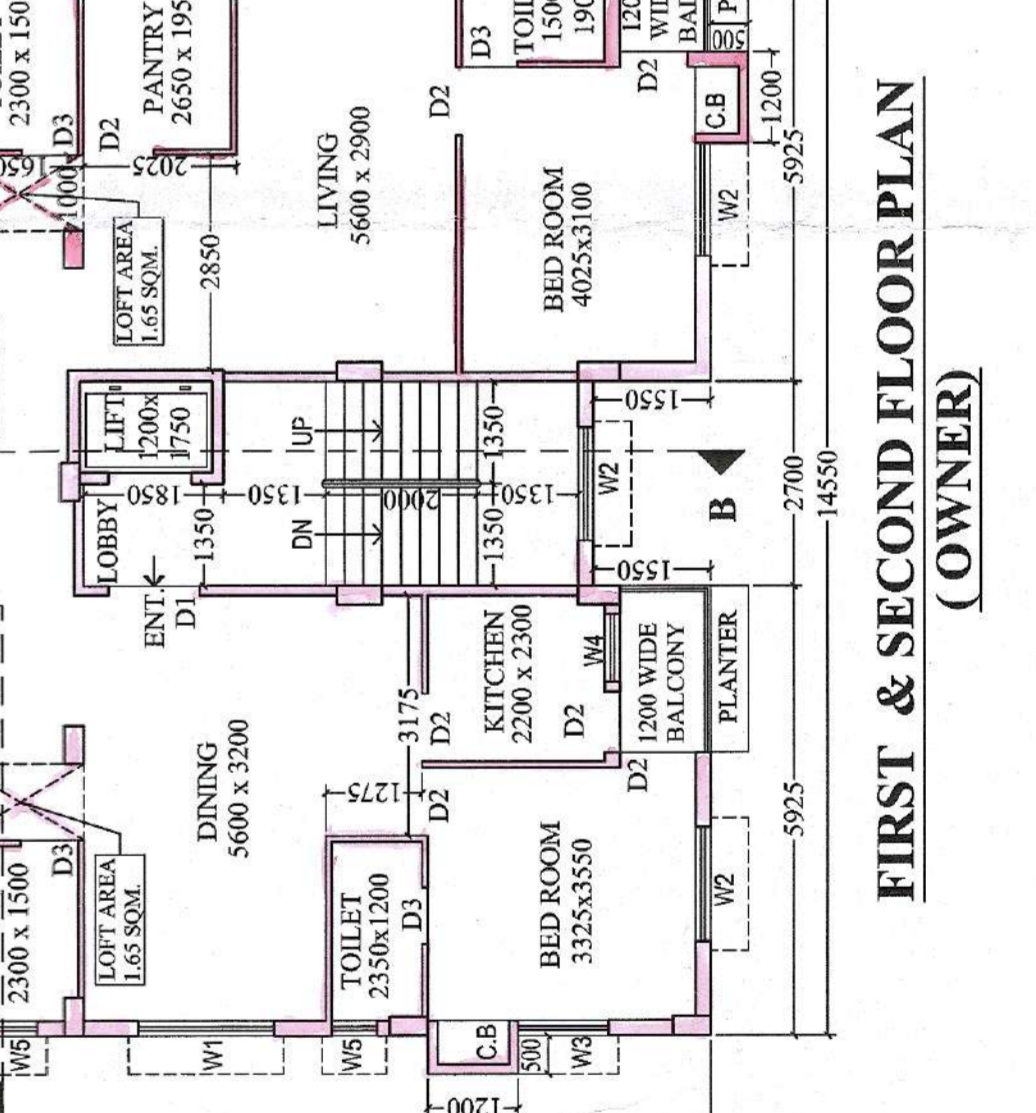 2300 x 150
D3
D2
PANTRY
2650 x 195
1000
2025
LOFT AREA
1.65 SQM.
2850
LIVING
5600 x 2900
D2
D3
150
190
D2
500
C.B
1200
BED ROOM
4025x3100
W2
5925
LIFT
1200x
1750
UP
1350
1550
LOBBY
1850
1350
1350
DN
2000
1350
1350
W2
B
2700
14550
1550
ENT.
D1
3175
D2
KITCHEN
2200 x 2300
D2
W4
1200 WIDE
BALCONY
PLANTER
DINING
5600 x 3200
1275
D2
D2
D3
2300 x 1500
LOFT AREA
1.65 SQM.
TOILET
2350x1200
D3
BED ROOM
3325x3550
W2
5925
W5
W1
W5
C.B
500
W3
1200
FIRST & SECOND FLOOR PLAN
( OWNER)